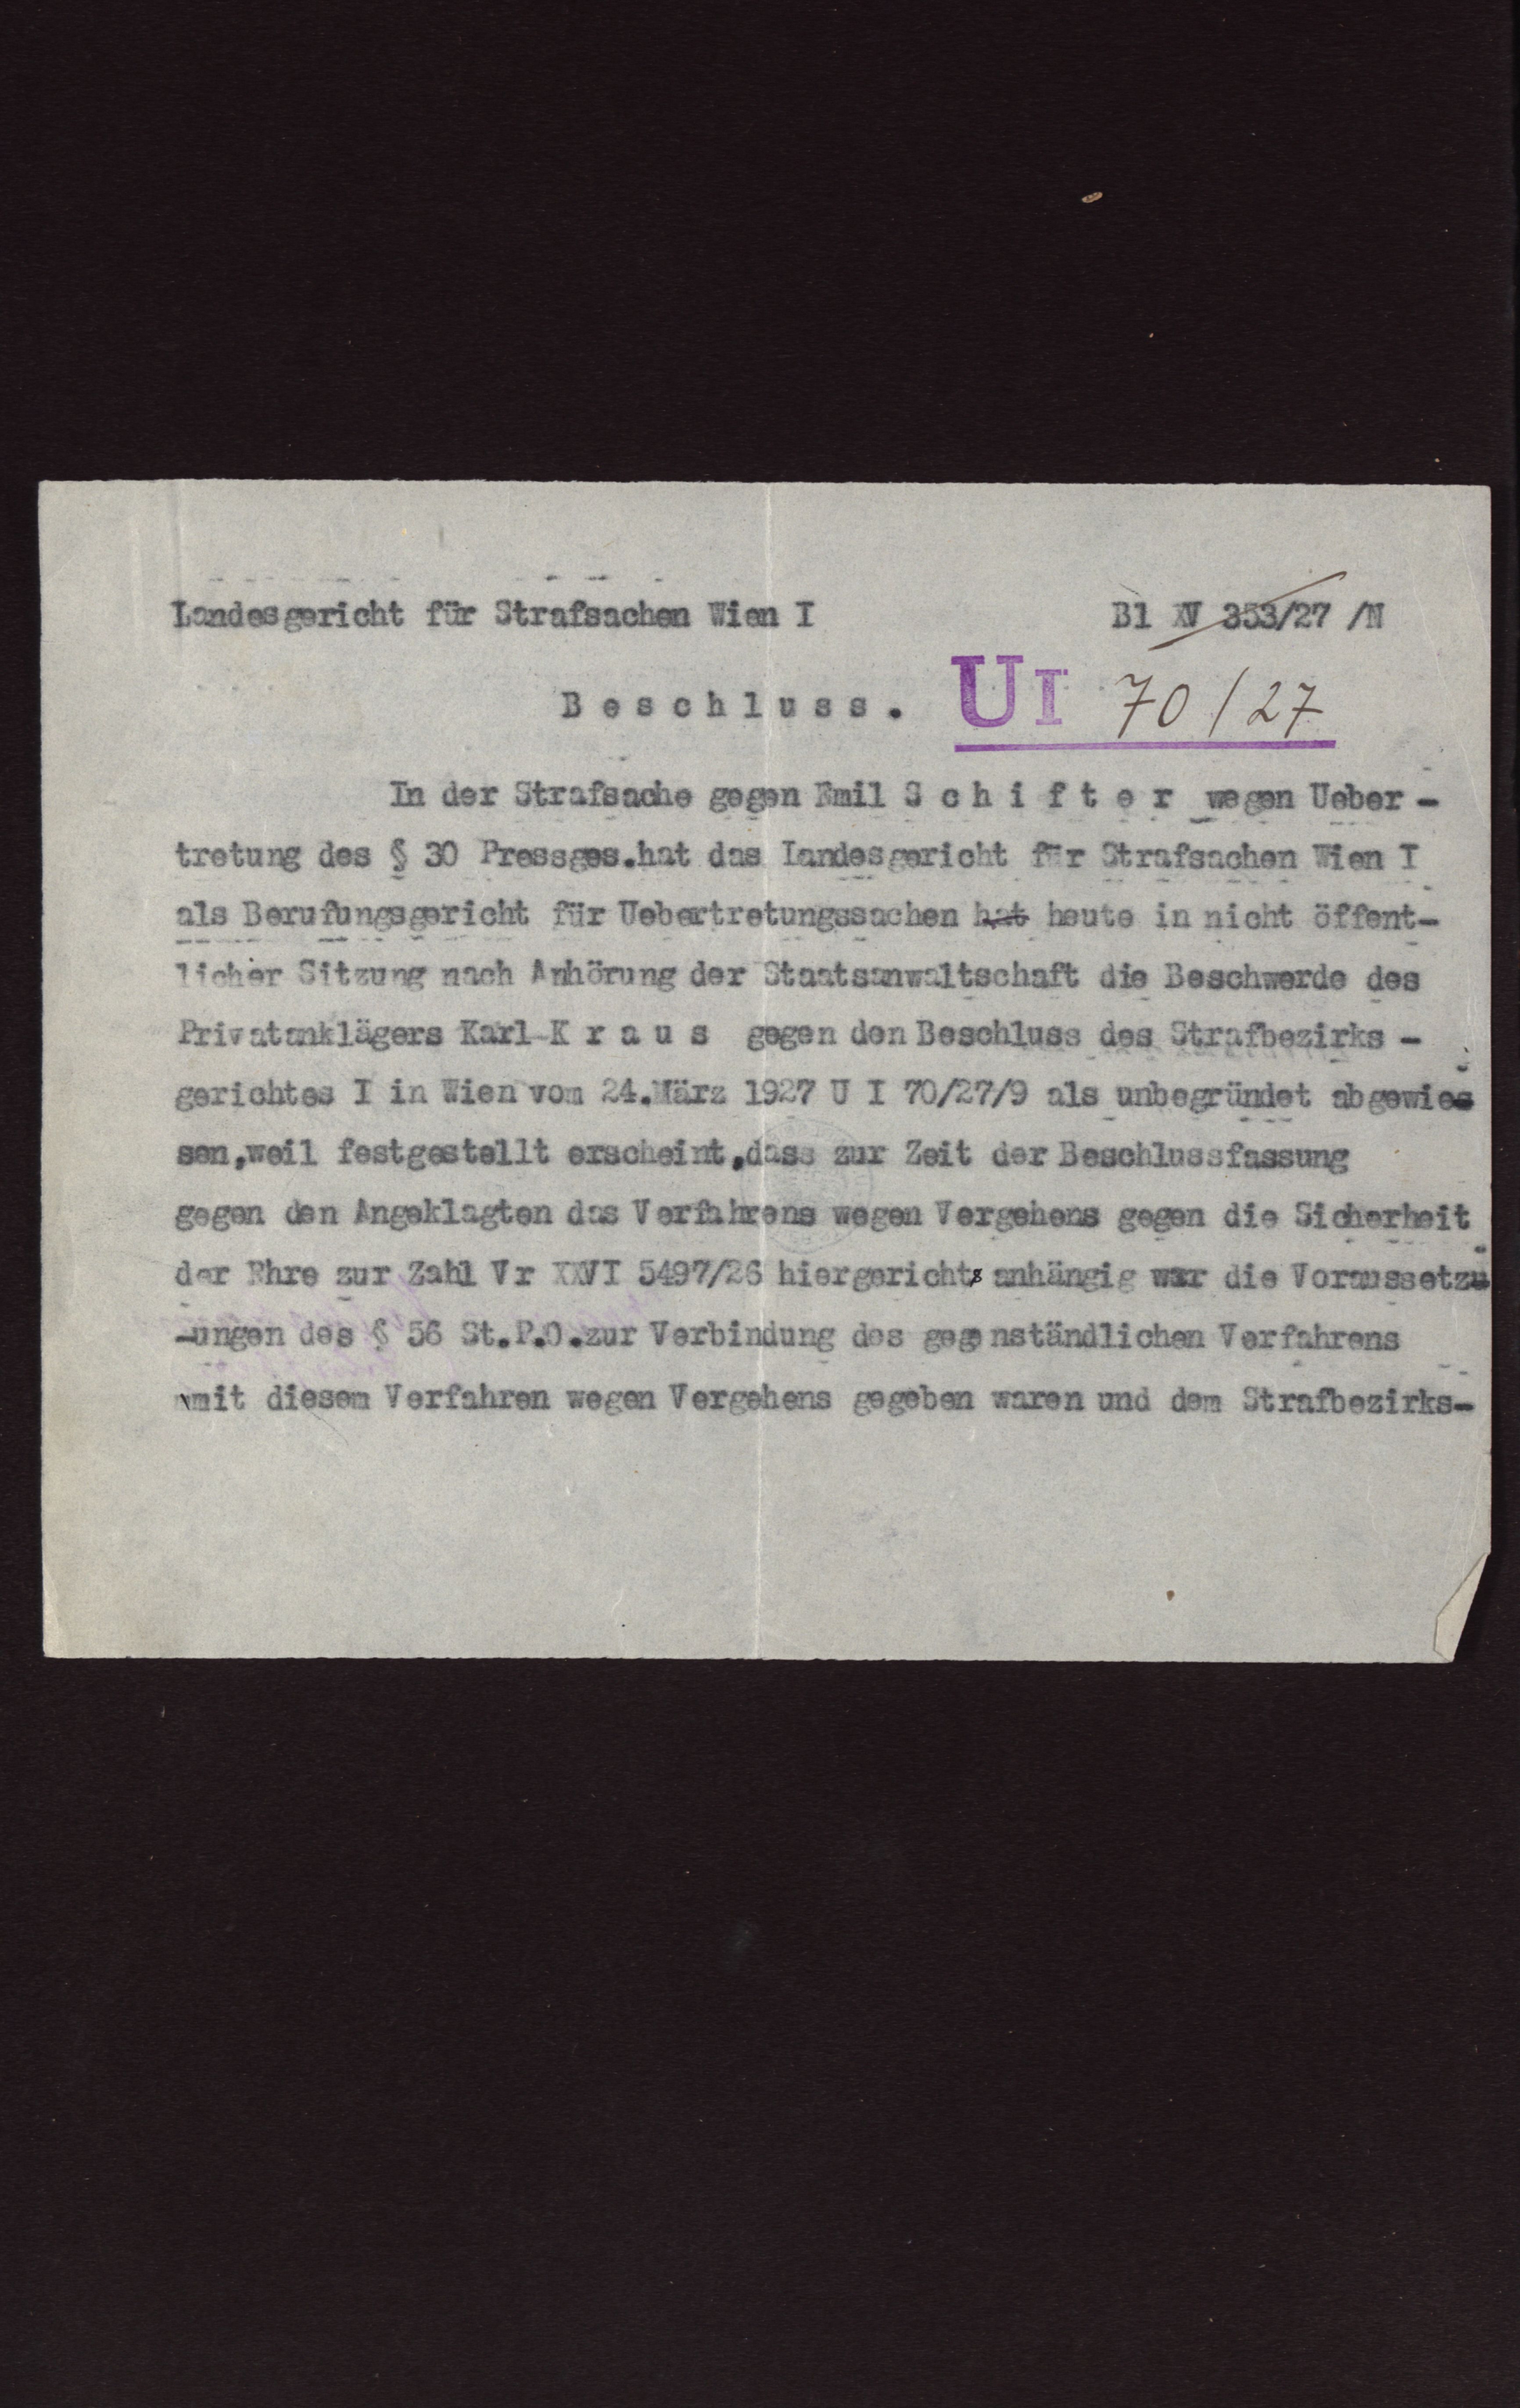 Landesgericht für Strafsachen Wien I Bl XV 353/27 /N
Beschluss. UI 70/27
In der Strafsache gegen Emil Schifter wegen Ueber-
tretung des § 30 Pressges.hat das Landesgericht für Strafsachen Wien I
als Berufungsgericht für Uebertretungssachen hat heute in nicht öffent-
licher Sitzung nach Anhörung der Staatsanwaltschaft die Beschwerde des
Privatanklägers Karl Kraus gegen den Beschluss des Strafbezirks -
gerichtes I in Wien vom 24.März 1927 U I 70/27/9 als unbegründet abgewies
sen,weil festgestellt erscheint,dass zur Zeit der Beschlussfassung
gegen den Angeklagten das Verfahrens wegen Vergehens gegen die Sicherheit
der Ehre zur Zahl Vr XXVI 5497/26 hiergerichts anhängig war die Voraussetzu
-ungen des § 56 St.P.O.zur Verbindung des gegenständlichen Verfahrens
mit diesem Verfahren wegen Vergehens gegeben waren und dem Strafbezirks-